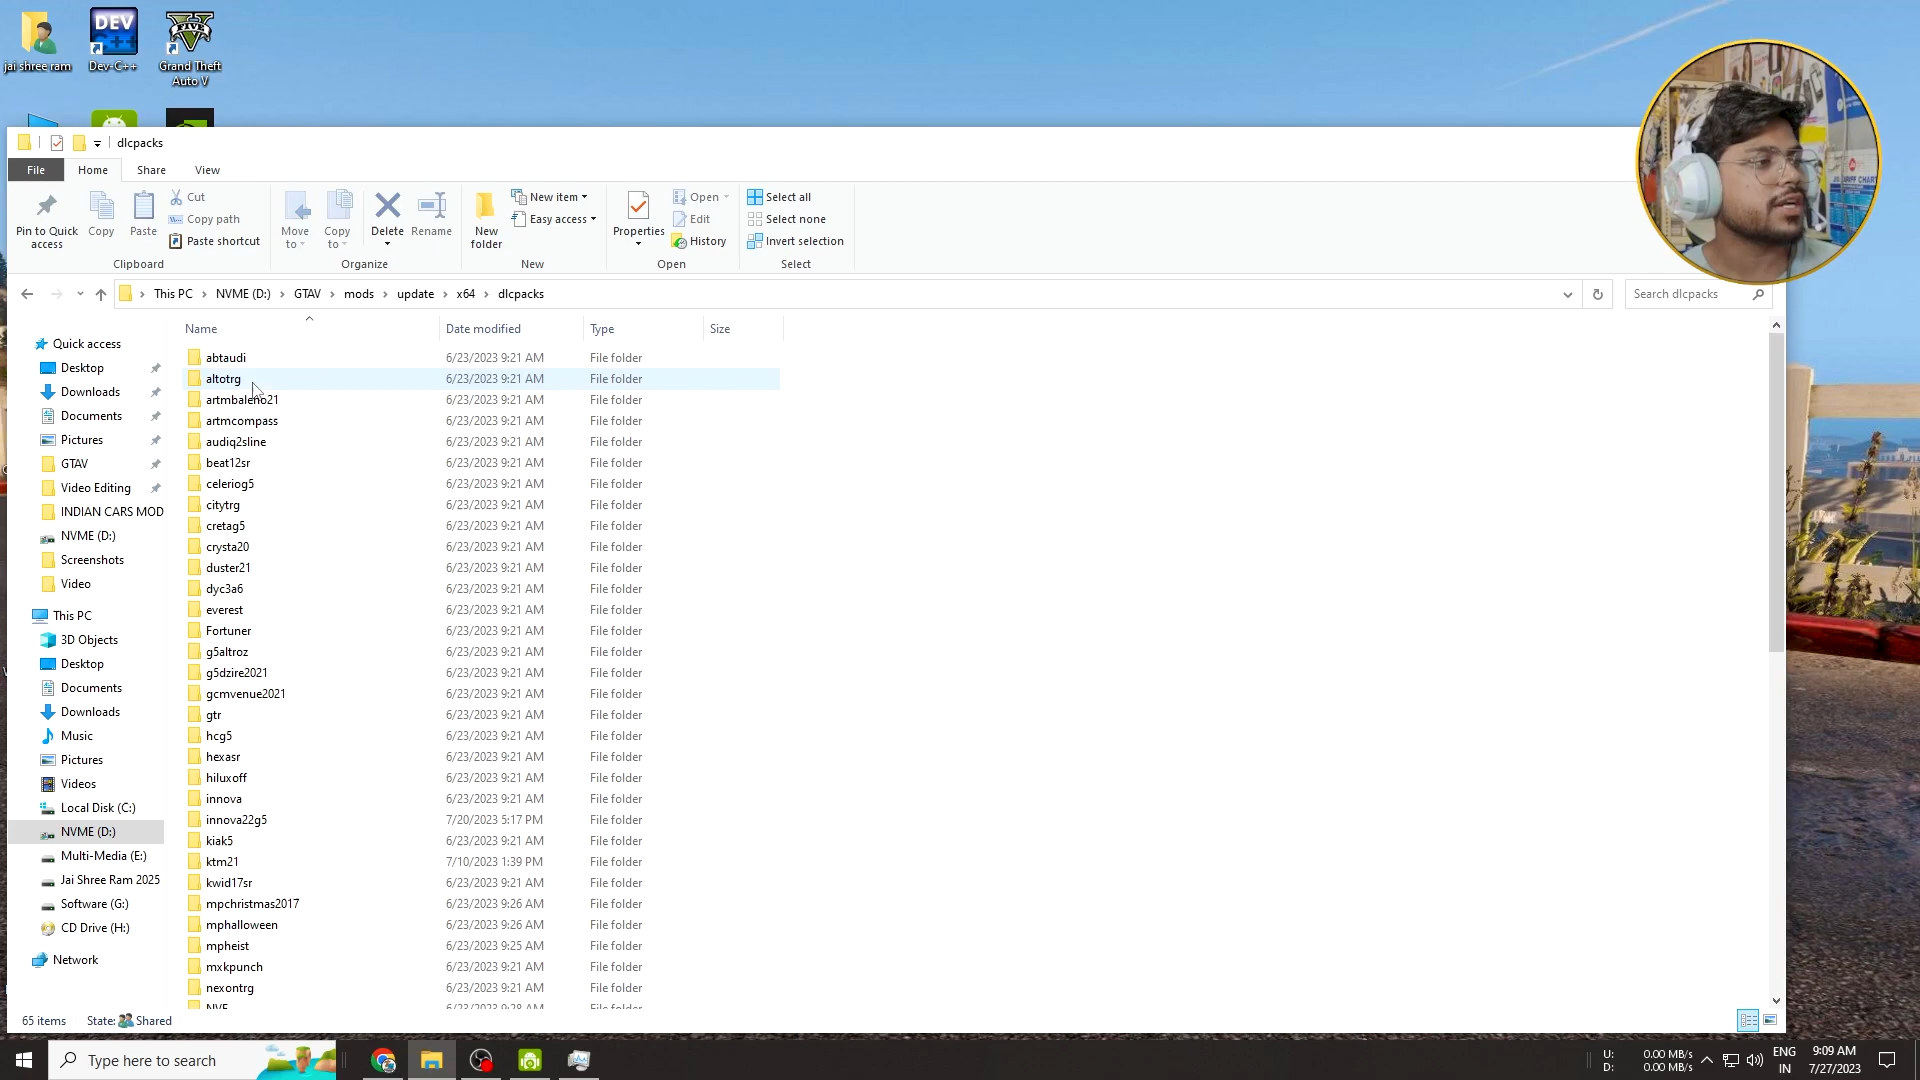 jai shree ram
DEV
C++
Dev-C++
FIVE
Grand Theft
Auto V
dlcpacks
File
Home
Share
View
Pin to Quick
access
Copy
Paste
Cut
Copy path
Paste shortcut
Clipboard
Move
to
Copy
to
Delete
Rename
Organize
New
folder
New item
Easy access
New
Properties
Open
Edit
History
Open
Select all
Select none
Invert selection
Select
This PC
NVME (D:)
GTAV
mods
update
x64
dlcpacks
Search dlcpacks
Name
Date modified
Type
Size
Quick access
Desktop
Downloads
Documents
Pictures
GTAV
Video Editing
INDIAN CARS MOD
NVME (D:)
Screenshots
Video
This PC
3D Objects
Desktop
Documents
Downloads
Music
Pictures
Videos
Local Disk (C:)
NVME (D:)
Multi-Media (E:)
Jai Shree Ram 2025
Software (G:)
CD Drive (H:)
Network
abtaudi 6/23/2023 9:21 AM File folder
altotrg 6/23/2023 9:21 AM File folder
artmbaleno21 6/23/2023 9:21 AM File folder
artmcompass 6/23/2023 9:21 AM File folder
audiq2sline 6/23/2023 9:21 AM File folder
beat12sr 6/23/2023 9:21 AM File folder
celeriog5 6/23/2023 9:21 AM File folder
citytrg 6/23/2023 9:21 AM File folder
cretag5 6/23/2023 9:21 AM File folder
crysta20 6/23/2023 9:21 AM File folder
duster21 6/23/2023 9:21 AM File folder
dyc3a6 6/23/2023 9:21 AM File folder
everest 6/23/2023 9:21 AM File folder
Fortuner 6/23/2023 9:21 AM File folder
g5altroz 6/23/2023 9:21 AM File folder
g5dzire2021 6/23/2023 9:21 AM File folder
gcmvenue2021 6/23/2023 9:21 AM File folder
gtr 6/23/2023 9:21 AM File folder
hcg5 6/23/2023 9:21 AM File folder
hexasr 6/23/2023 9:21 AM File folder
hiluxoff 6/23/2023 9:21 AM File folder
innova 6/23/2023 9:21 AM File folder
innova22g5 7/20/2023 5:17 PM File folder
kiak5 6/23/2023 9:21 AM File folder
ktm21 7/10/2023 1:39 PM File folder
kwid17sr 6/23/2023 9:21 AM File folder
mpchristmas2017 6/23/2023 9:26 AM File folder
mphalloween 6/23/2023 9:26 AM File folder
mpheist 6/23/2023 9:25 AM File folder
mxkpunch 6/23/2023 9:21 AM File folder
nexontrg 6/23/2023 9:21 AM File folder
NVE 6/23/2023 9:28 AM File folder
65 items
State: Shared
Type here to search
U: 0.00 MB/s
D: 0.00 MB/s
ENG
IN
9:09 AM
7/27/2023